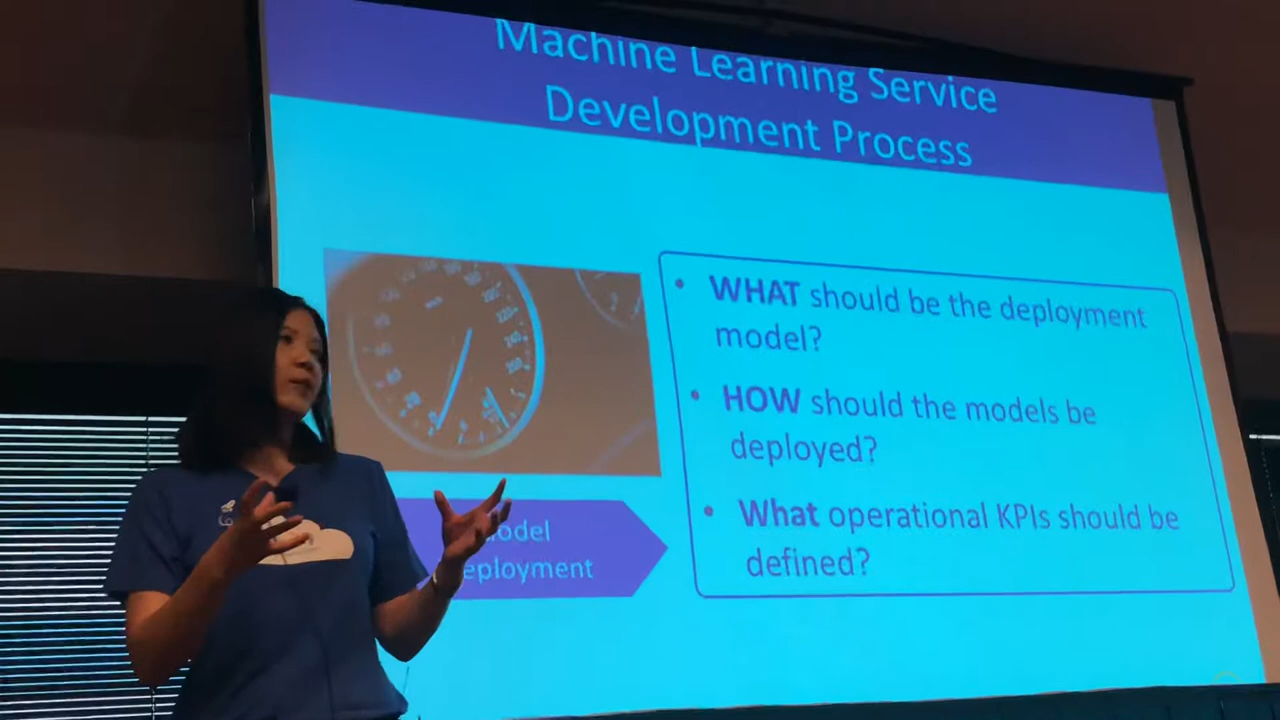 Machine Learning Service
Development Process
• WHAT should be the deployment
model?
• HOW should the models be
deployed?
• What operational KPIs should be
defined?
odel
eployment